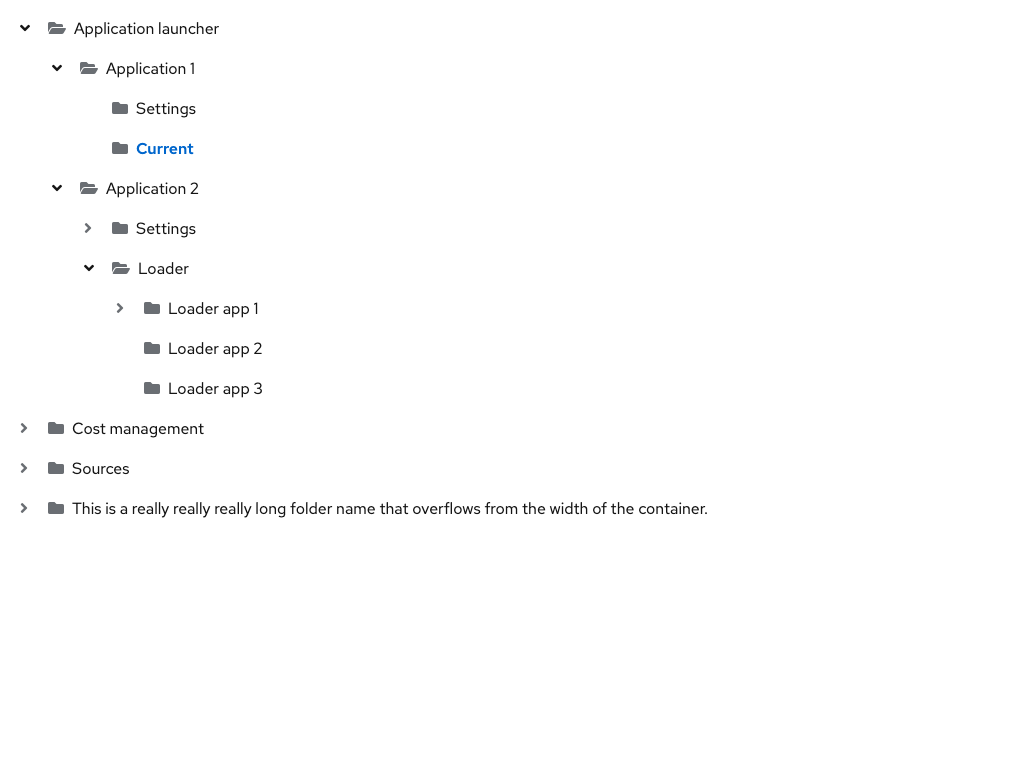 Application launcher
Application 1
Settings
Current
Application 2
Settings
Loader
Loader app 1
Loader app 2
Loader app 3
Cost management
Sources
This is a really really really long folder name that overflows from the width of the container.